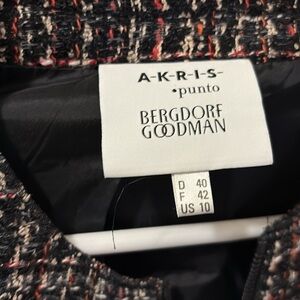 A-K-R-I-S-
•punto
BERGDORF
GOODMAN
D 40
F 42
US 10